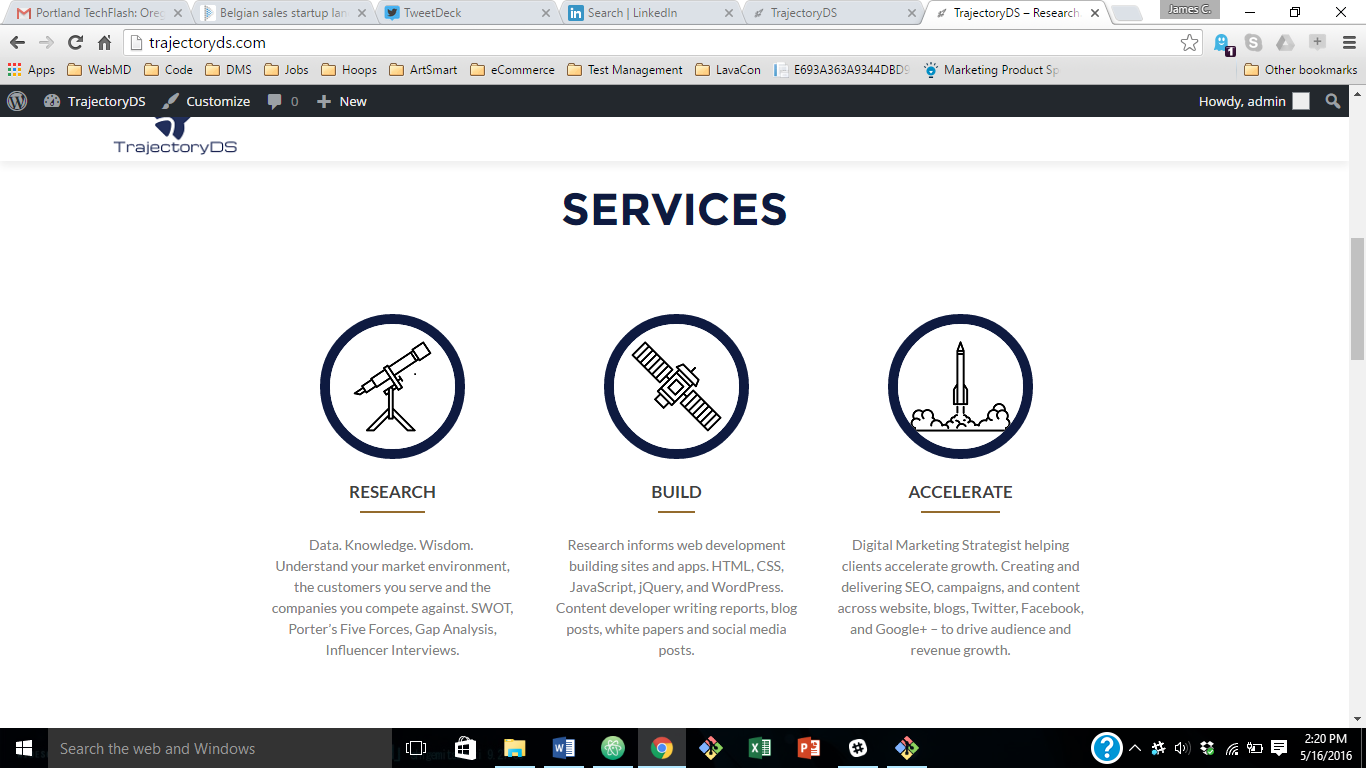 Portland TechFlash: Ore
Belgian sales startup lan
TweetDeck
Search | LinkedIn
TrajectoryDS
TrajectoryDS – Research
James C.
trajectoryds.com
1
Apps
WebMD
Code
DMS
Jobs
Hoops
ArtSmart
eCommerce
Test Management
LavaCon
E693A363A9344DBD9
Marketing Product Sp
Other bookmarks
TrajectoryDS
Customize
0
New
Howdy, admin
TrajectoryDS
SERVICES
RESEARCH
Data. Knowledge. Wisdom.
Understand your market environment,
the customers you serve and the
companies you compete against. SWOT,
Porter's Five Forces, Gap Analysis,
Influencer Interviews.
BUILD
Research informs web development
building sites and apps. HTML, CSS,
JavaScript, jQuery, and WordPress.
Content developer writing reports, blog
posts, white papers and social media
posts.
ACCELERATE
Digital Marketing Strategist helping
clients accelerate growth. Creating and
delivering SEO, campaigns, and content
across website, blogs, Twitter, Facebook,
and Google+ – to drive audience and
revenue growth.
Search the web and Windows
2:20 PM
5/16/2016